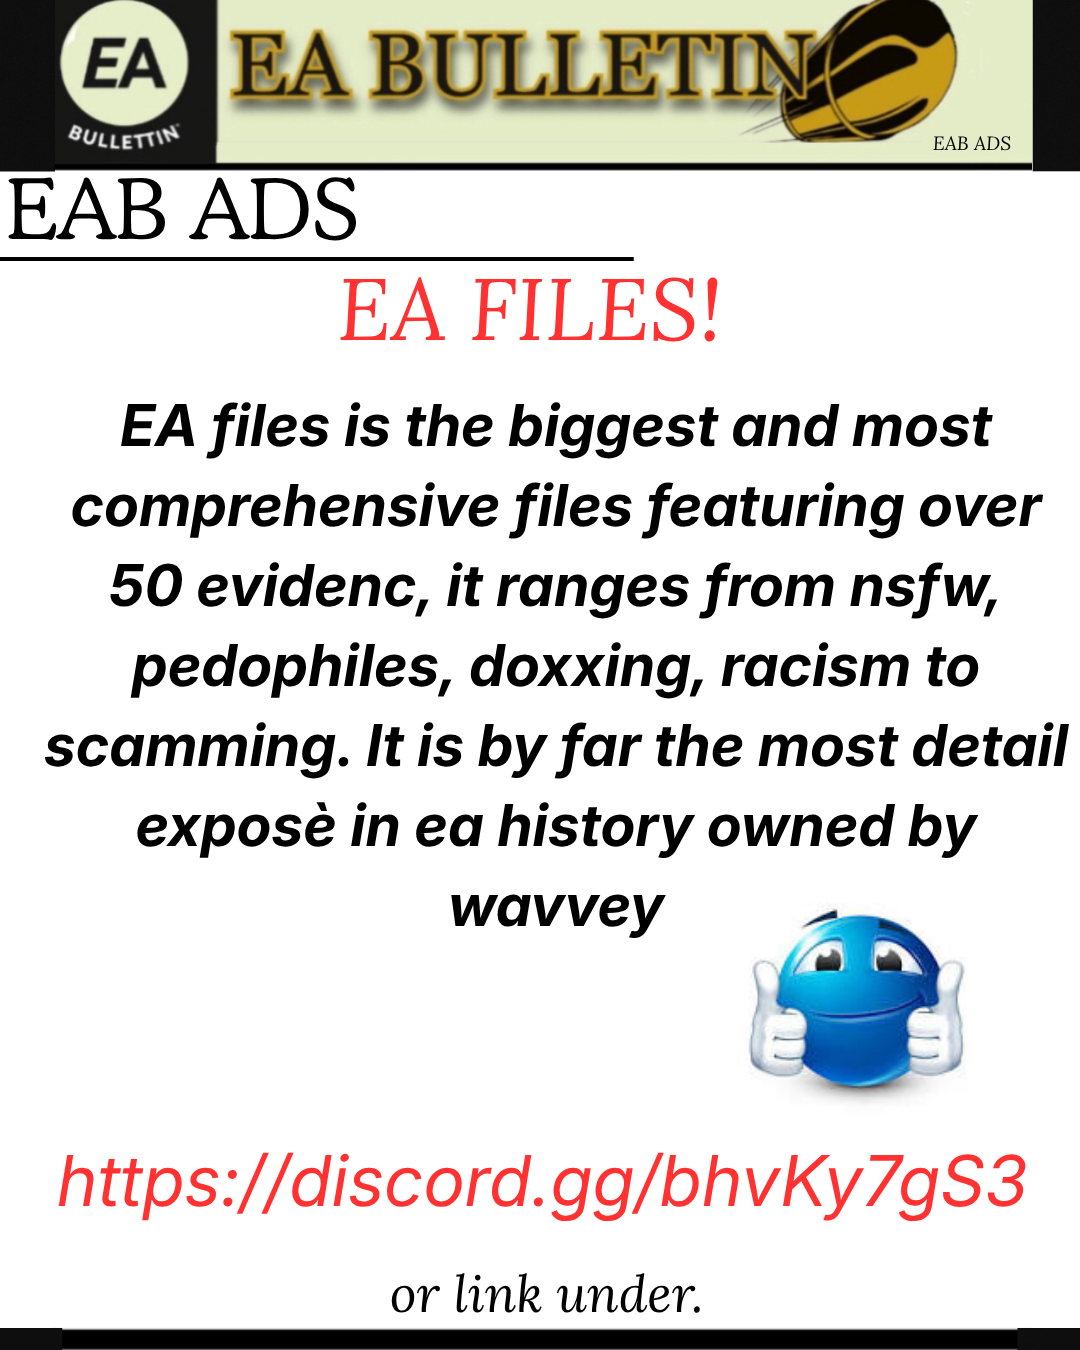 EA
BULLETTIN
EA BULLETIN
EAB ADS
EAB ADS
EA FILES!
EA files is the biggest and most
comprehensive files featuring over
50 evidenc, it ranges from nsfw,
pedophiles, doxxing, racism to
scamming. It is by far the most detail
exposè in ea history owned by
wavvey
https://discord.gg/bhvKy7gS3
or link under.